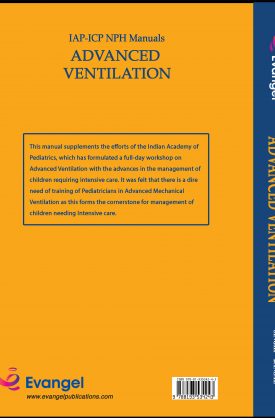 IAP-ICP NPH Manuals
ADVANCED
VENTILATION
This manual supplements the efforts of the Indian Academy of
Pediatrics, which has formulated a full-day workshop on
Advanced Ventilation with the advances in the management of
children requiring intensive care. It was felt that there is a dire
need of training of Pediatricians in Advanced Mechanical
Ventilation as this forms the cornerstone for management of
children needing intensive care.
Evangel
www.evangelpublications.com
Evangel
ADVANCED VENTILATION